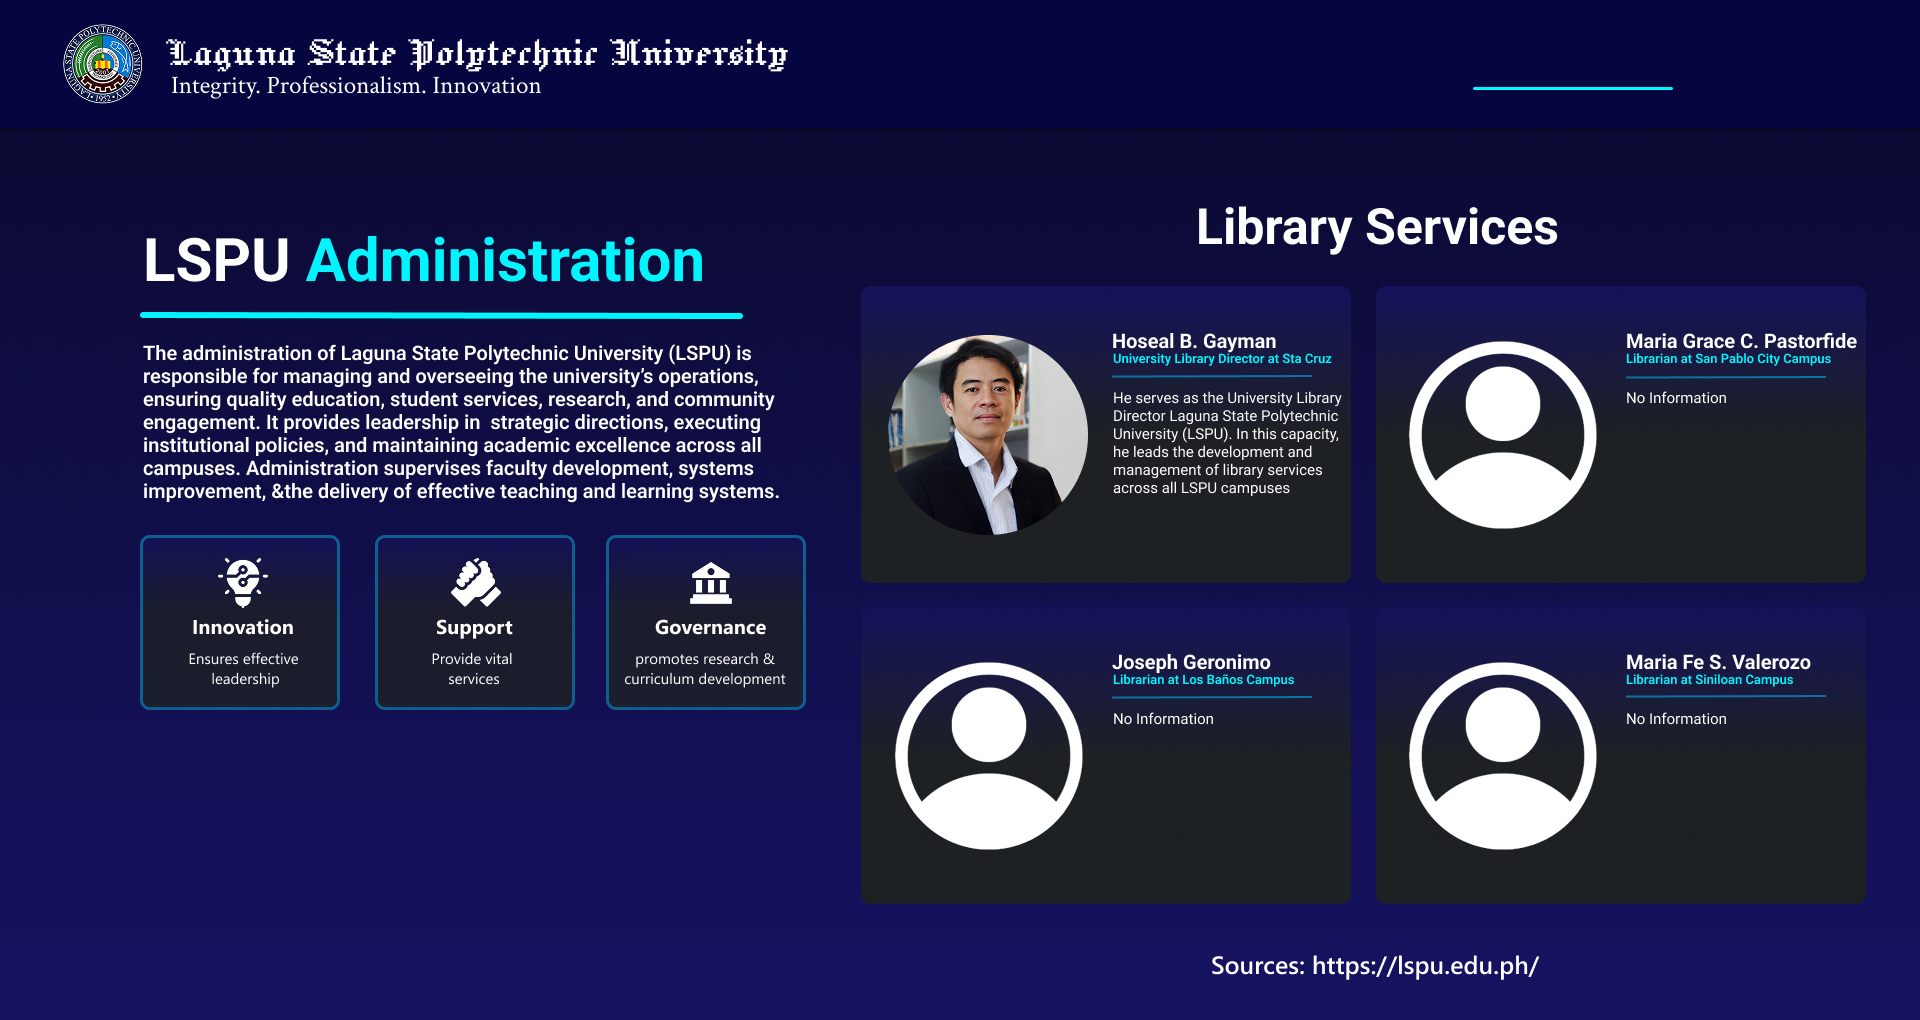 LAGUNA STATE POLYTECHNIC UNIVERSITY
1952
Laguna State Polytechnic University
Integrity. Professionalism. Innovation
LSPU Administration
The administration of Laguna State Polytechnic University (LSPU) is
responsible for managing and overseeing the university’s operations,
ensuring quality education, student services, research, and community
engagement. It provides leadership in  strategic directions, executing
institutional policies, and maintaining academic excellence across all
campuses. Administration supervises faculty development, systems
improvement, &the delivery of effective teaching and learning systems.
Innovation
Ensures effective
leadership
Support
Provide vital
services
Governance
promotes research &
curriculum development
Library Services
Hoseal B. Gayman
University Library Director at Sta Cruz
He serves as the University Library
Director Laguna State Polytechnic
University (LSPU). In this capacity,
he leads the development and
management of library services
across all LSPU campuses
Maria Grace C. Pastorfide
Librarian at San Pablo City Campus
No Information
Joseph Geronimo
Librarian at Los Baños Campus
No Information
Maria Fe S. Valerozo
Librarian at Siniloan Campus
No Information
Sources: https://lspu.edu.ph/